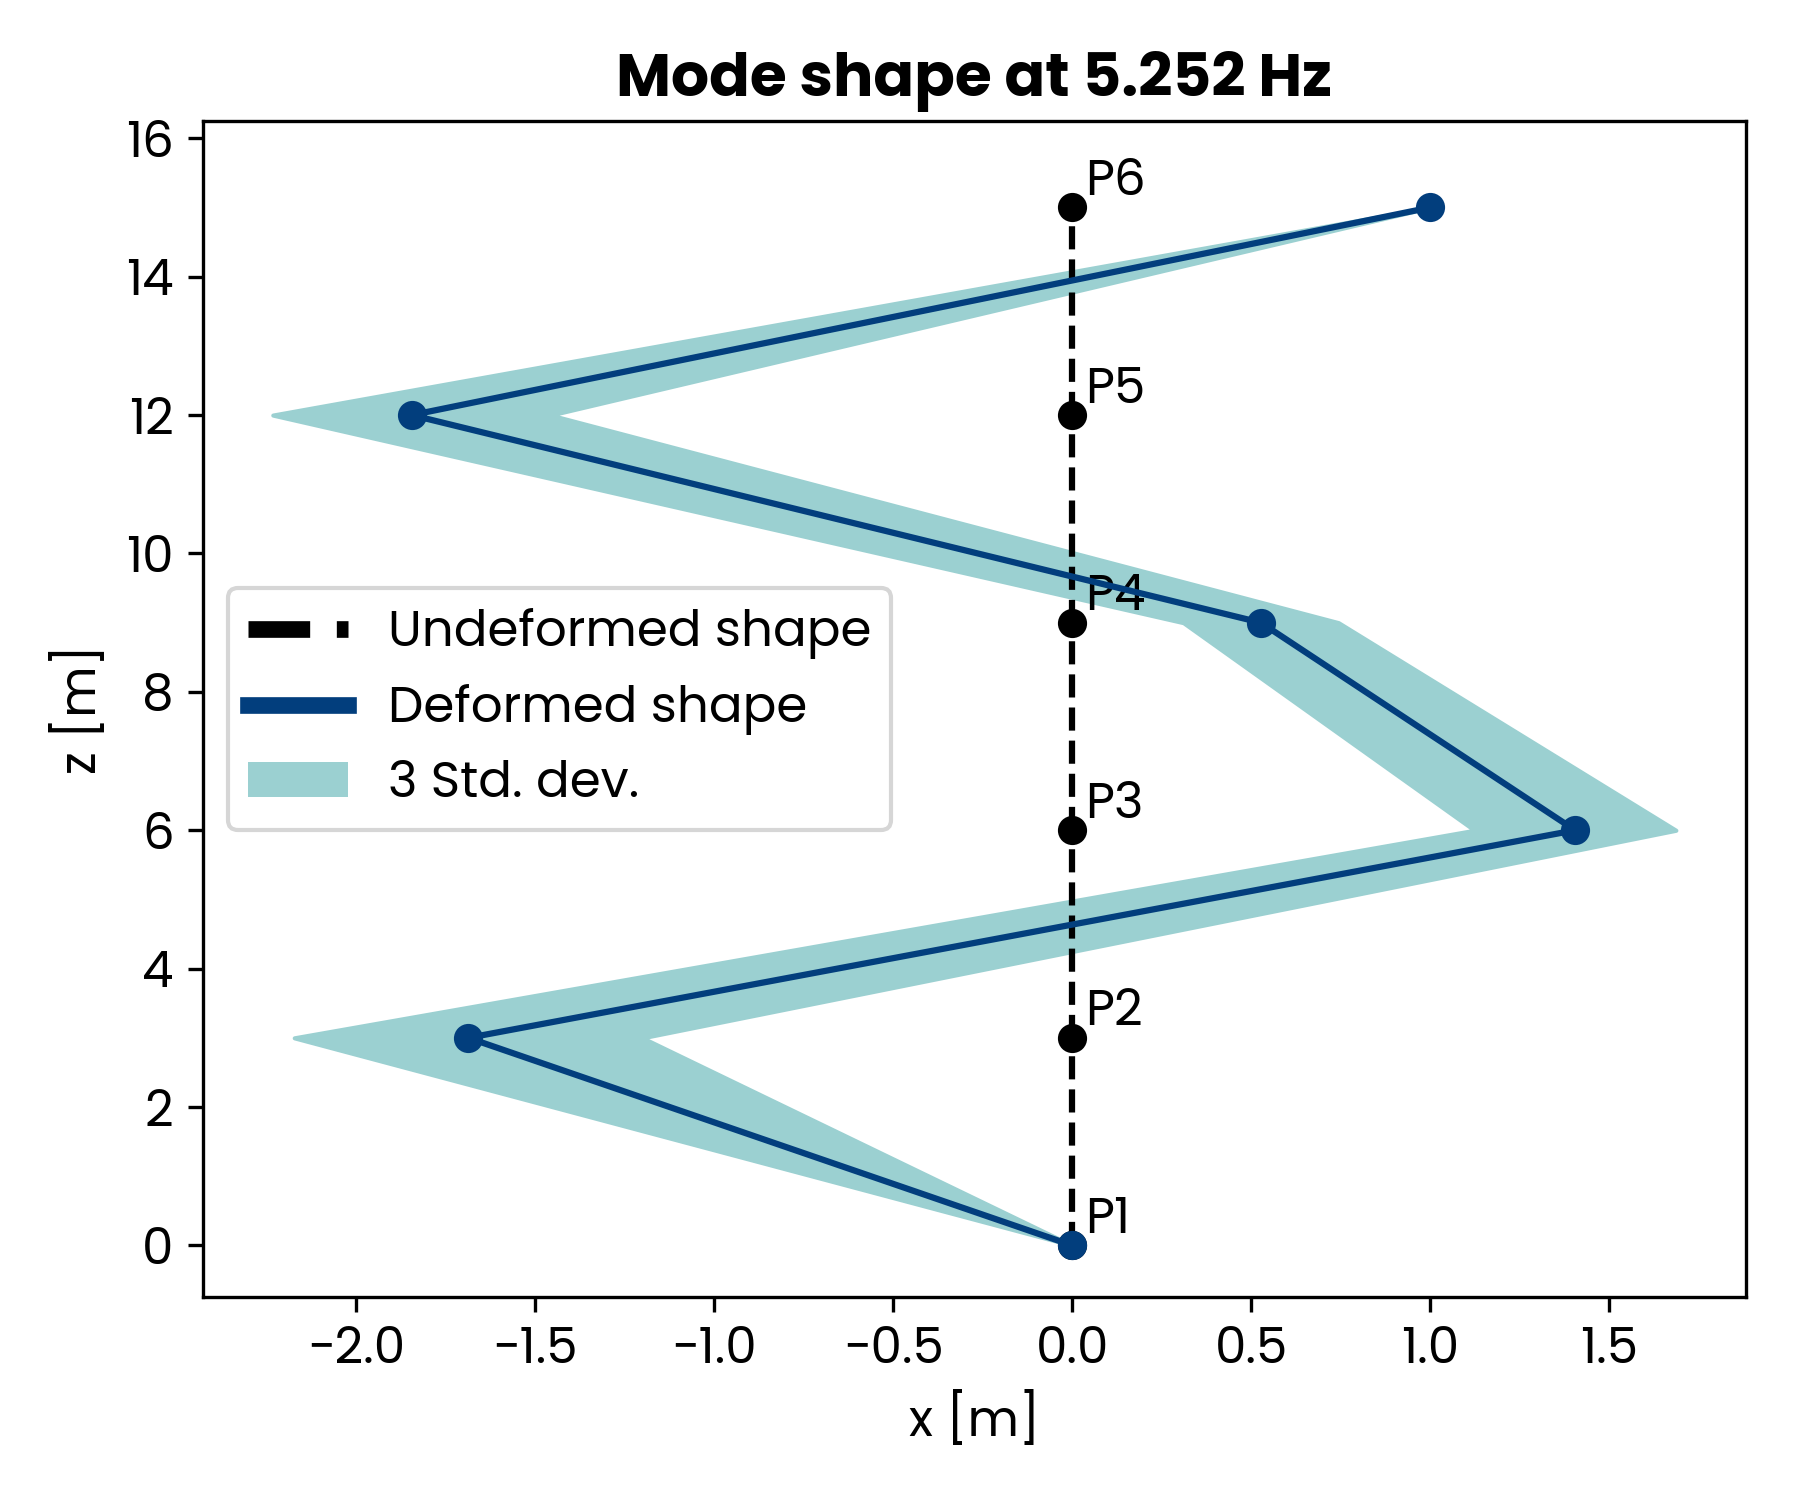 Mode shape at 5.252 Hz
16
14
12
10
8
6
4
2
0
z [m]
P6
P5
P4
P3
P2
P1
Undeformed shape
Deformed shape
3 Std. dev.
−2.0 −1.5 −1.0 −0.5 0.0 0.5 1.0 1.5
x [m]